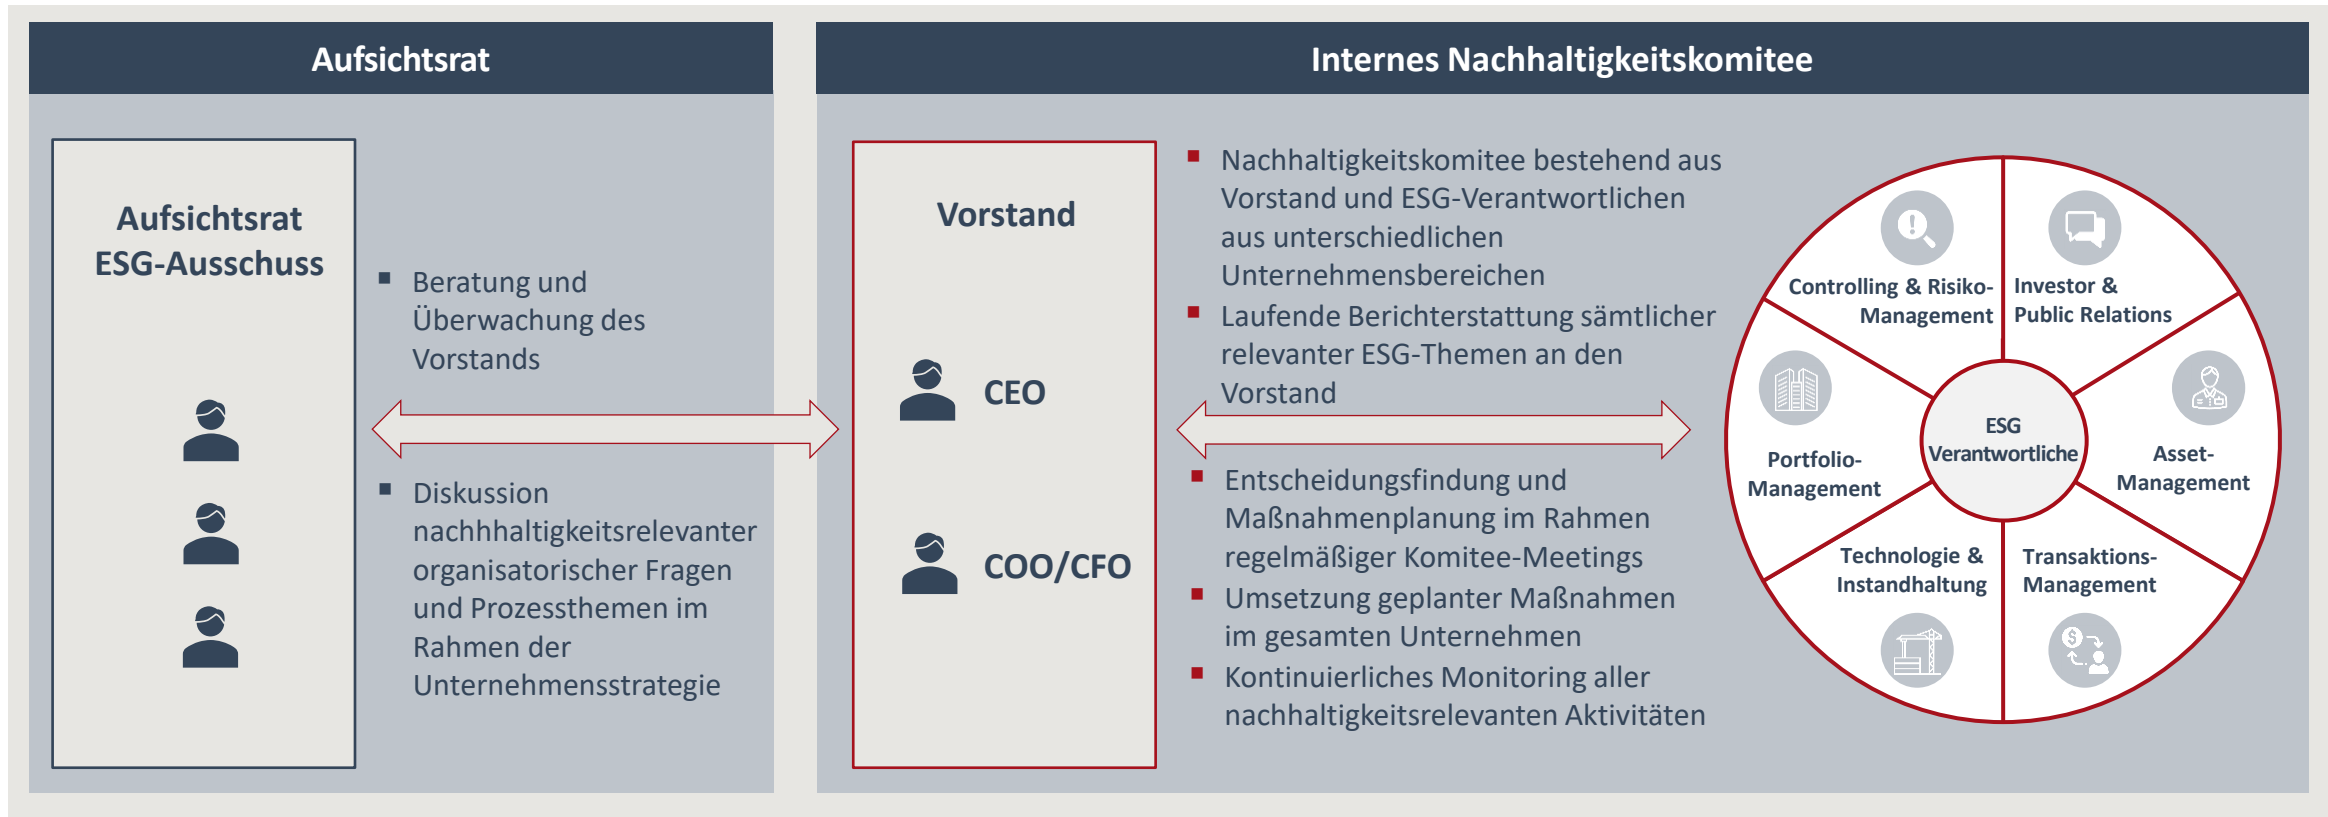 Aufsichtsrat
Aufsichtsrat
ESG-Ausschuss
Beratung und
Überwachung des
Vorstands
Diskussion
nachhhaltigkeitsrelevanter
organisatorischer Fragen
und Prozessthemen im
Rahmen der
Unternehmensstrategie
Internes Nachhaltigkeitskomitee
Vorstand
CEO
COO/CFO
Nachhaltigkeitskomitee bestehend aus
Vorstand und ESG-Verantwortlichen
aus unterschiedlichen
Unternehmensbereichen
Laufende Berichterstattung sämtlicher
relevanter ESG-Themen an den
Vorstand
Entscheidungsfindung und
Maßnahmenplanung im Rahmen
regelmäßiger Komitee-Meetings
Umsetzung geplanter Maßnahmen
im gesamten Unternehmen
Kontinuierliches Monitoring aller
nachhaltigkeitsrelevanten Aktivitäten
Controlling & Risiko-
Management
Investor &
Public Relations
Portfolio-
Management
ESG
Verantwortliche
Asset-
Management
Technologie &
Instandhaltung
Transaktions-
Management